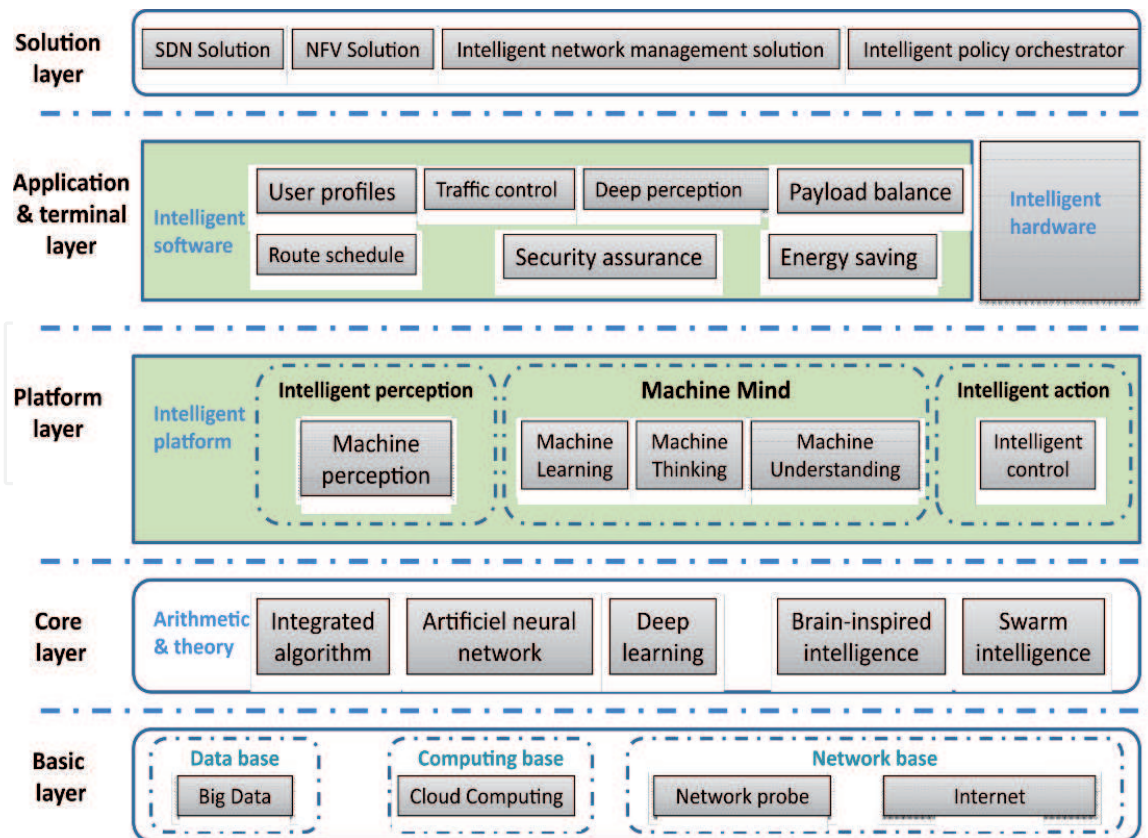 Solution
layer
SDN Solution
NFV Solution
Intelligent network management solution
Intelligent policy orchestrator
Application
& terminal
layer
Intelligent
software
User profiles
Traffic control
Deep perception
Payload balance
Route schedule
Security assurance
Energy saving
Intelligent
hardware
Platform
layer
Intelligent
platform
Intelligent perception
Machine
perception
Machine Mind
Machine
Learning
Machine
Thinking
Machine
Understanding
Intelligent action
Intelligent
control
Core
layer
Arithmetic
& theory
Integrated
algorithm
Artificiel neural
network
Deep
learning
Brain-inspired
intelligence
Swarm
intelligence
Basic
layer
Data base
Big Data
Computing base
Cloud Computing
Network base
Network probe
Internet